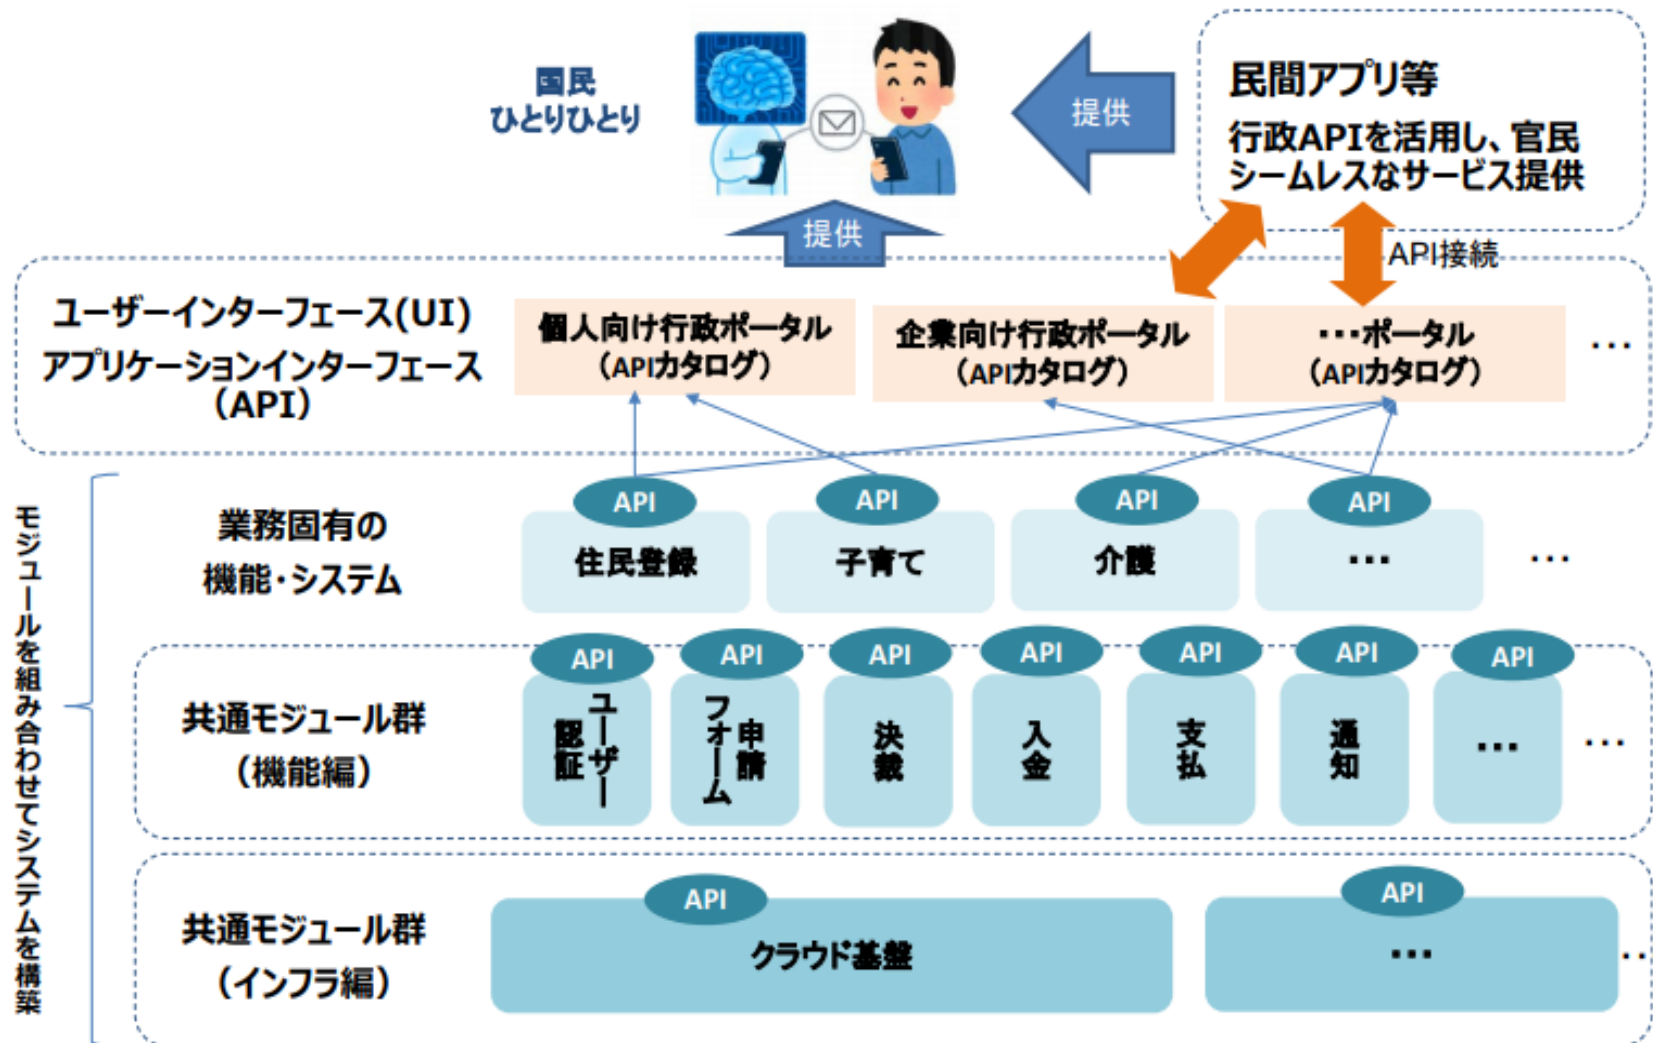 国民
ひとりひとり
提供
民間アプリ等
行政APIを活用し、官民
シームレスなサービス提供
提供
API接続
ユーザーインターフェース(UI)
アプリケーションインターフェース
(API)
個人向け行政ポータル
(APIカタログ)
企業向け行政ポータル
(APIカタログ)
…ポータル
(APIカタログ)
…
モジュールを組み合わせてシステムを構築
業務固有の
機能・システム
API
住民登録
API
子育て
API
介護
API
…
…
共通モジュール群
(機能編)
API
ユーザー
認証
API
申請
フォーム
API
決裁
API
入金
API
支払
API
通知
API
…
…
共通モジュール群
(インフラ編)
API
クラウド基盤
API
…
‥